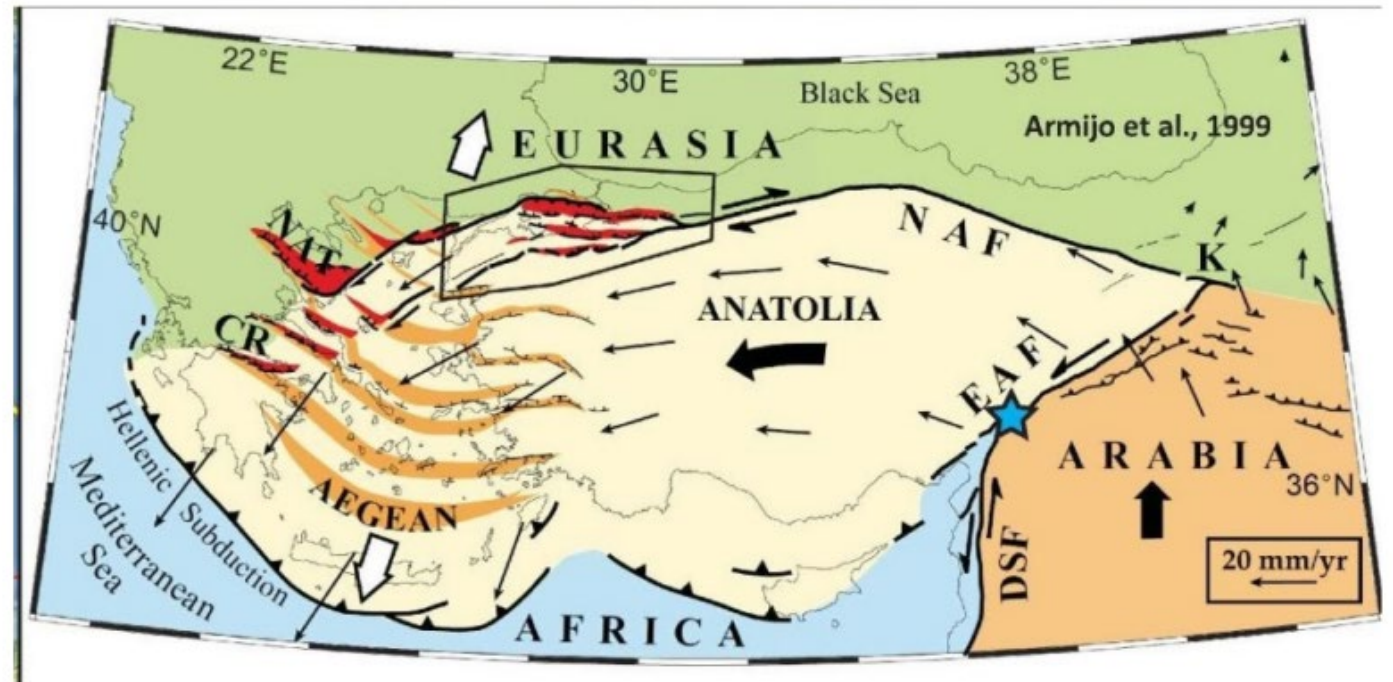 22°E
30°E
38°E
Black Sea
Armijo et al., 1999
EURASIA
40°N
NAT
NAF
K
CR
ANATOLIA
EAF
Hellenic Subduction
Mediterranean
Sea
AEGEAN
ARABIA
36°N
DSF
20 mm/yr
AFRICA